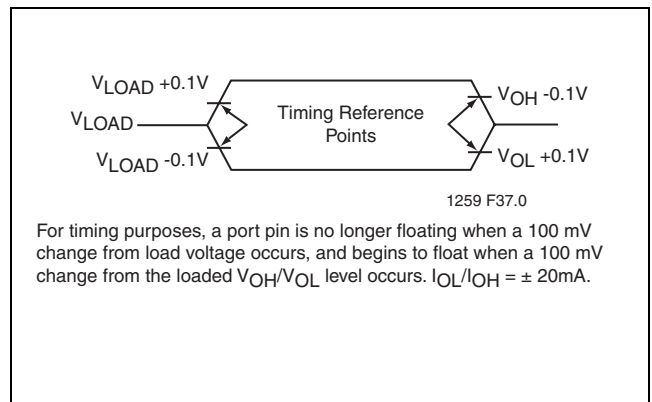 VLOAD +0.1V
VLOAD
VLOAD -0.1V
Timing Reference
Points
VOH -0.1V
VOL +0.1V
1259 F37.0
For timing purposes, a port pin is no longer floating when a 100 mV
change from load voltage occurs, and begins to float when a 100 mV
change from the loaded VOH/VOL level occurs. IOL/IOH = ± 20mA.